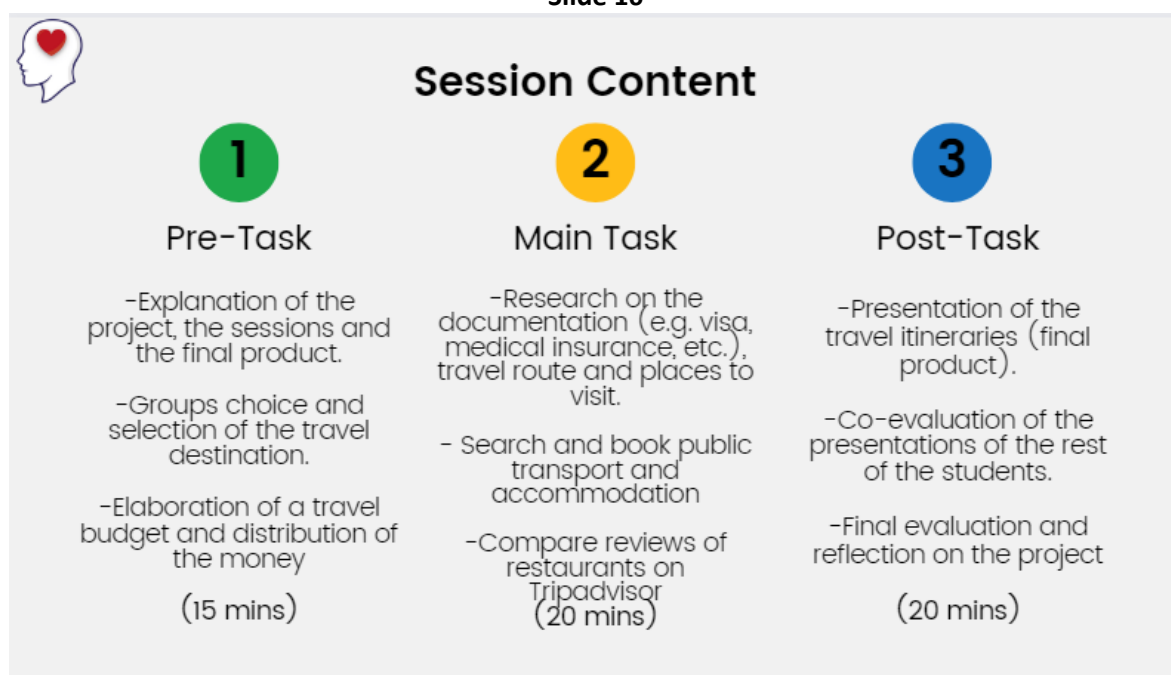 Slide 16
Session Content
1
Pre-Task
-Explanation of the
project, the sessions and
the final product.
-Groups choice and
selection of the travel
destination.
-Elaboration of a travel
budget and distribution of
the money
(15 mins)
2
Main Task
-Research on the
documentation (e.g. visa,
medical insurance, etc.),
travel route and places to
visit.
- Search and book public
transport and
accommodation
-Compare reviews of
restaurants on
Tripadvisor
(20 mins)
3
Post-Task
-Presentation of the
travel itineraries (final
product).
-Co-evaluation of the
presentations of the rest
of the students.
-Final evaluation and
reflection on the project
(20 mins)